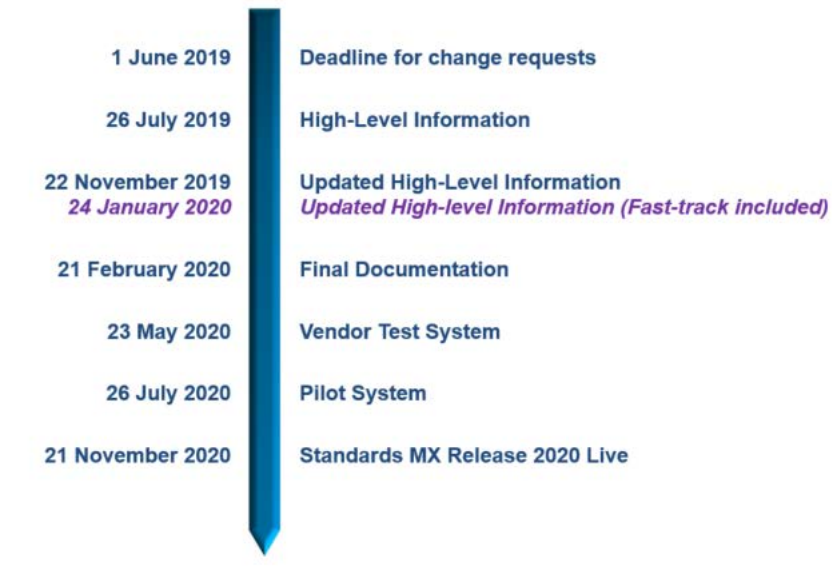 1 June 2019 Deadline for change requests
26 July 2019 High-Level Information
22 November 2019 Updated High-Level Information
24 January 2020 Updated High-level Information (Fast-track included)
21 February 2020 Final Documentation
23 May 2020 Vendor Test System
26 July 2020 Pilot System
21 November 2020 Standards MX Release 2020 Live